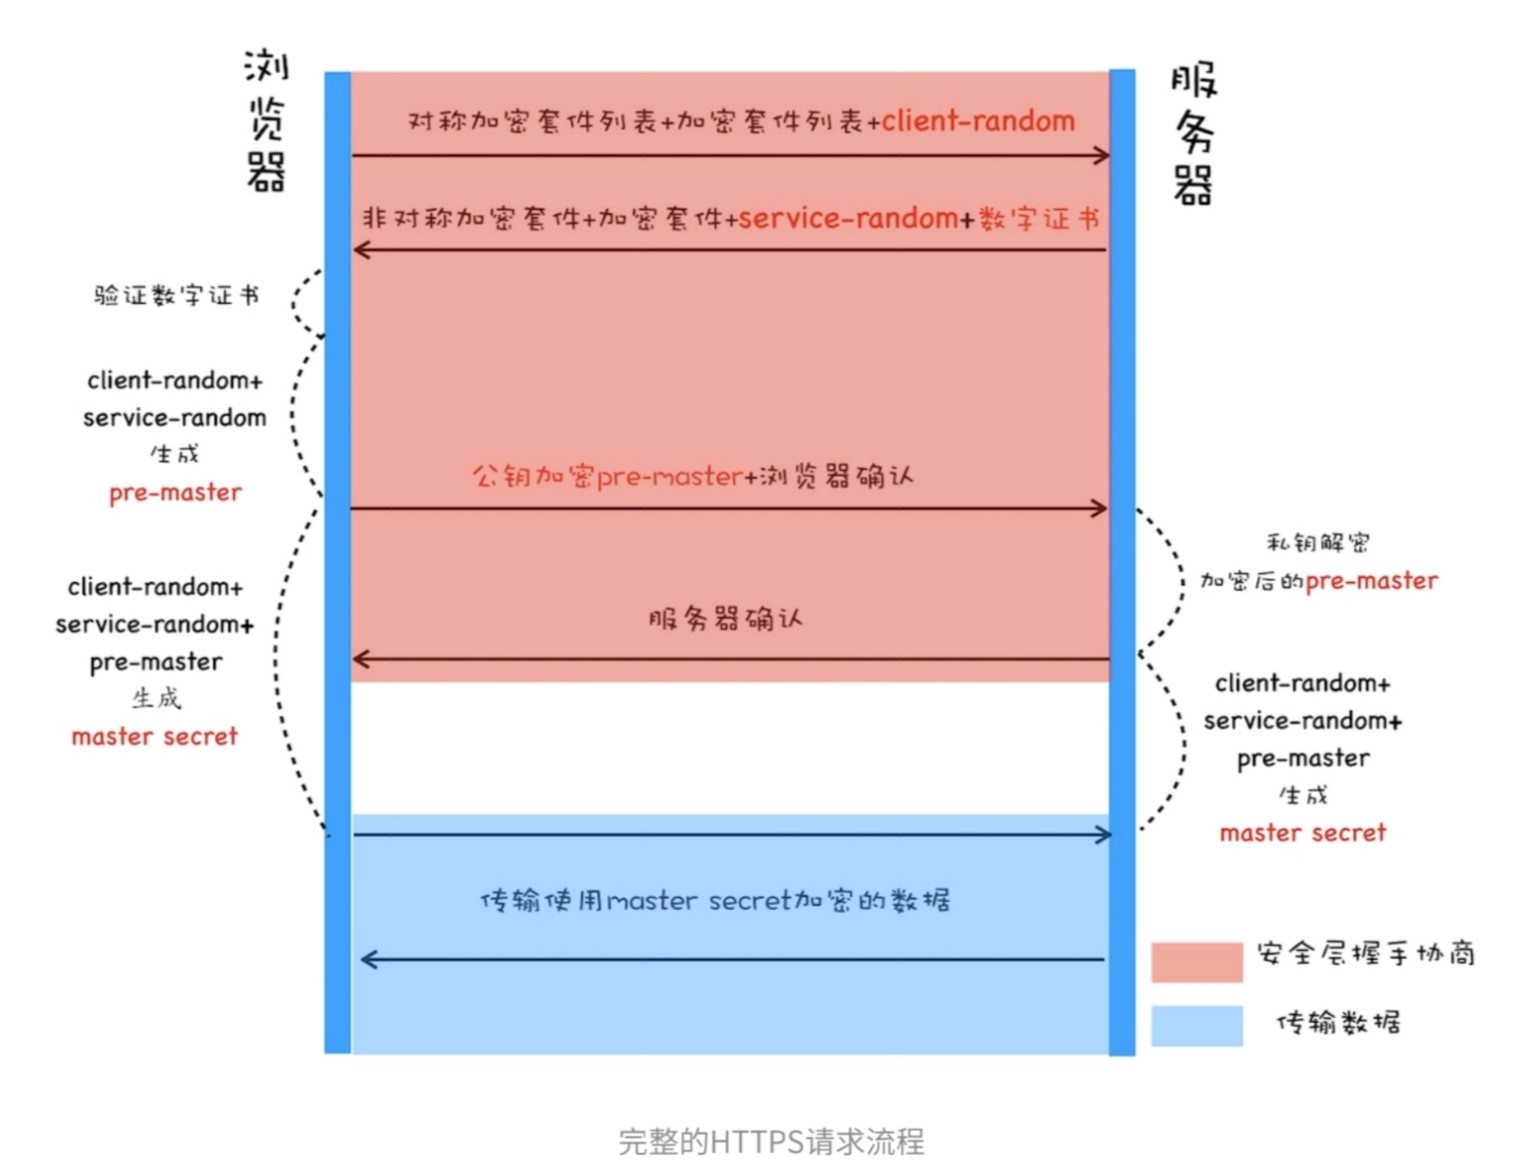 浏览器
服务器
对称加密套件列表+加密套件列表+client-random
非对称加密套件+加密套件+service-random+数字证书
验证数字证书
client-random+
service-random
生成
pre-master
公钥加密pre-master+浏览器确认
私钥解密
加密后的pre-master
client-random+
service-random+
pre-master
生成
master secret
服务器确认
client-random+
service-random+
pre-master
生成
master secret
传输使用master secret加密的数据
安全层握手协商
传输数据
完整的HTTPS请求流程